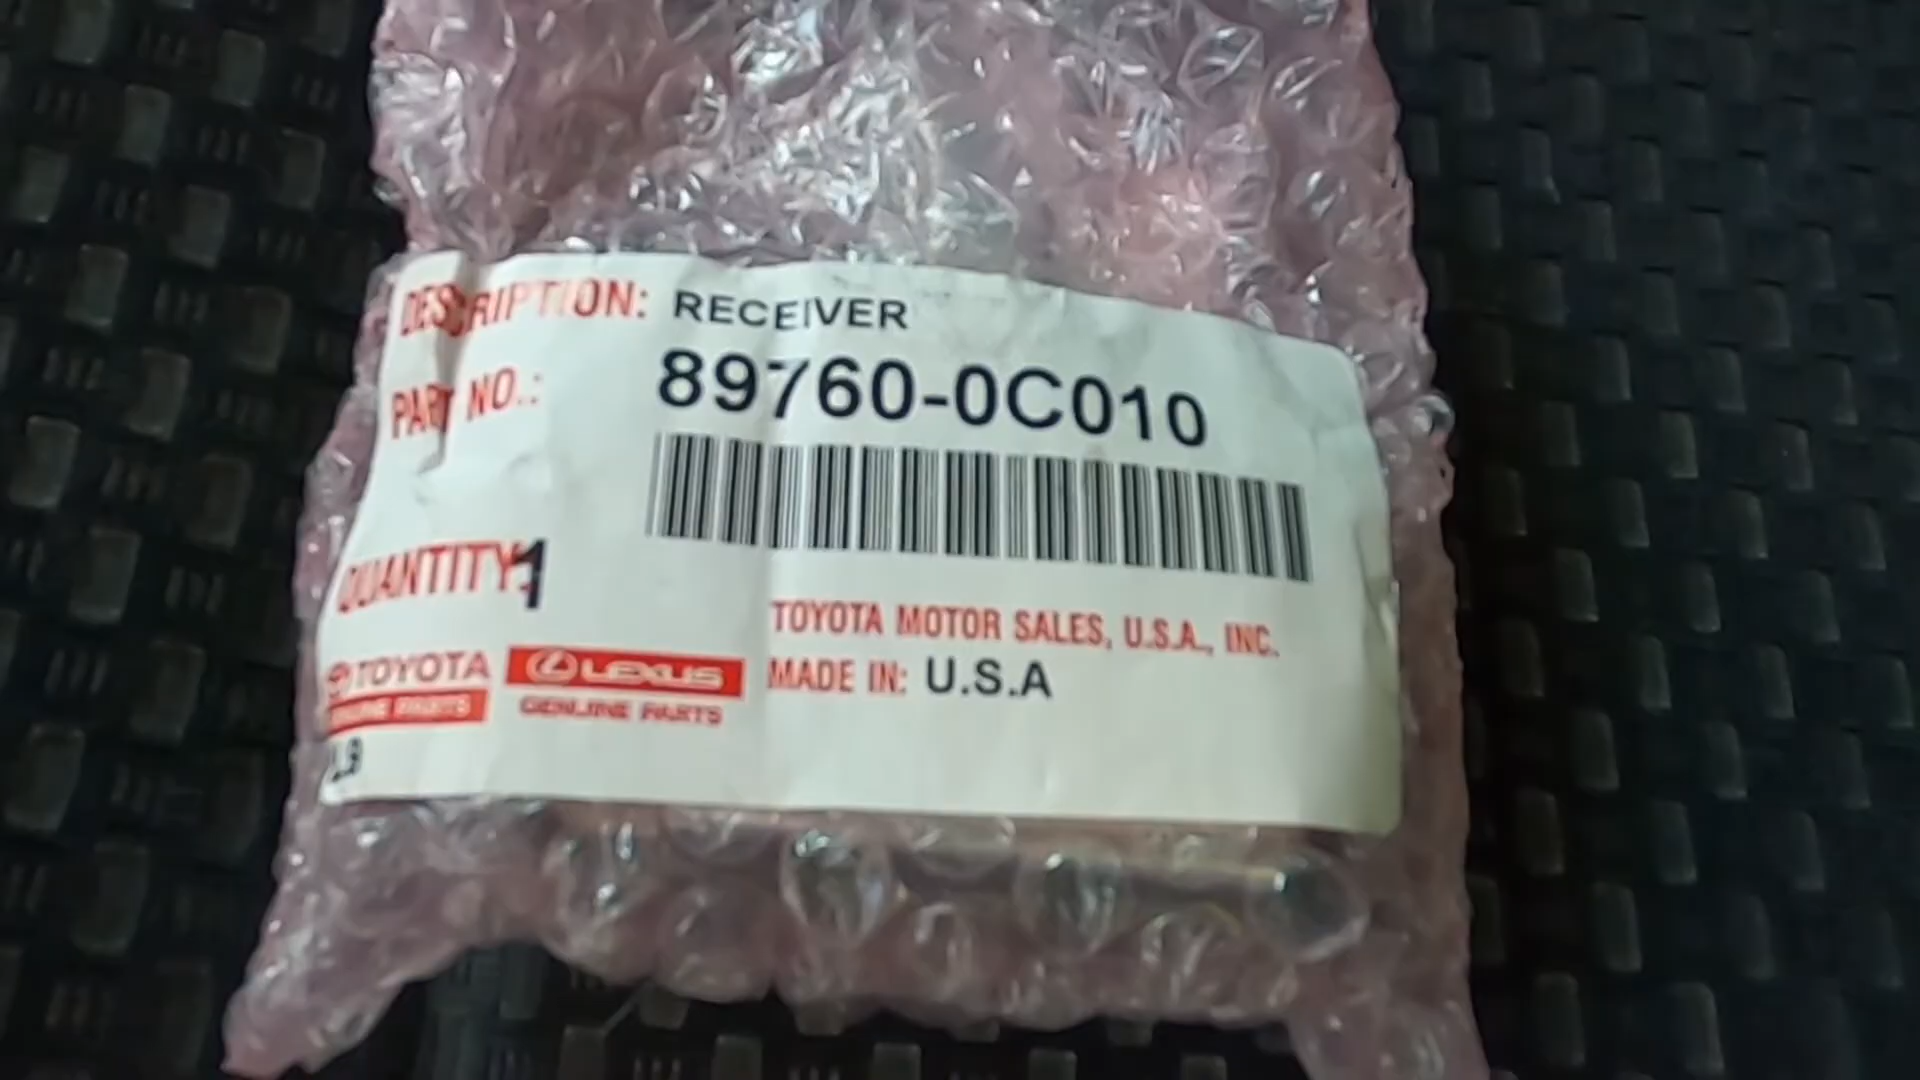 DESCRIPTION: RECEIVER
PART NO.: 89760-0C010
QUANTITY: 1
TOYOTA MOTOR SALES, U.S.A., INC.
TOYOTA LEXUS MADE IN: U.S.A
GENUINE PARTS GENUINE PARTS